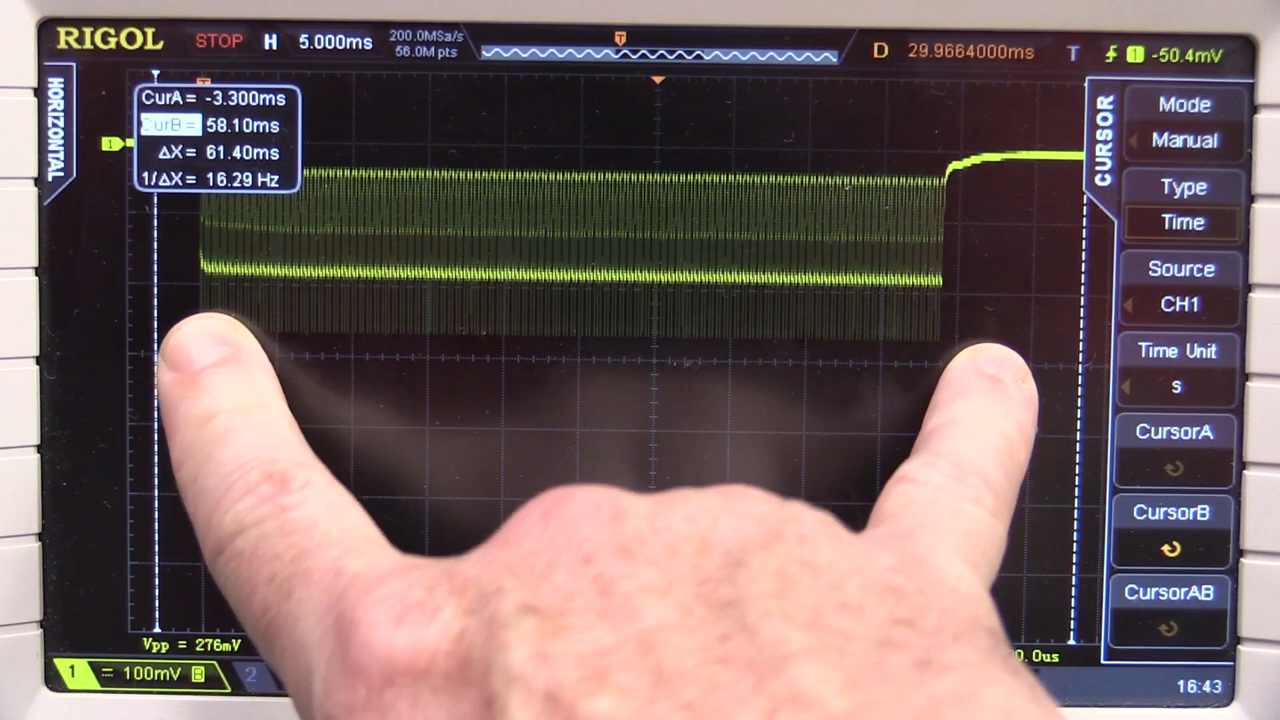 RIGOL STOP H 5.000ms 200.0MSa/s 56.0M pts T D 29.9664000ms T 1 -50.4mV
HORIZONTAL
CurA = -3.300ms
CurB = 58.10ms
ΔX = 61.40ms
1/ΔX = 16.29 Hz
1
CURSOR
Mode
Manual
Type
Time
Source
CH1
Time Unit
s
CursorA
CursorB
CursorAB
Vpp = 276mV
0.0us
1 100mV B 2
16:43